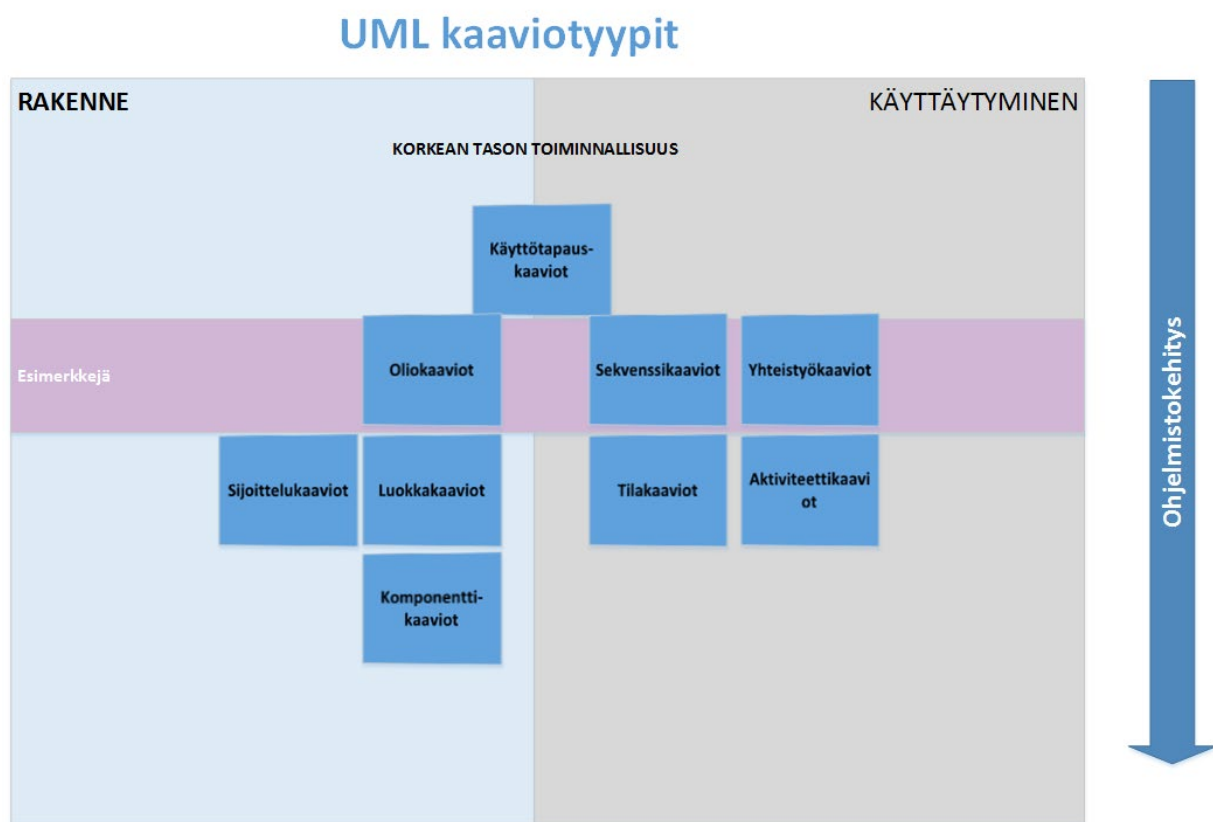 UML kaaviotyypit
RAKENNE
KÄYTTÄYTYMINEN
KORKEAN TASON TOIMINNALLISUUS
Käyttötapaus-
kaaviot
Esimerkkejä
Oliokaaviot
Sekvenssikaaviot
Yhteistyökaaviot
Sijoittelukaaviot
Luokkakaaviot
Tilakaaviot
Aktiviteettikaavi
ot
Komponentti-
kaaviot
Ohjelmistokehitys